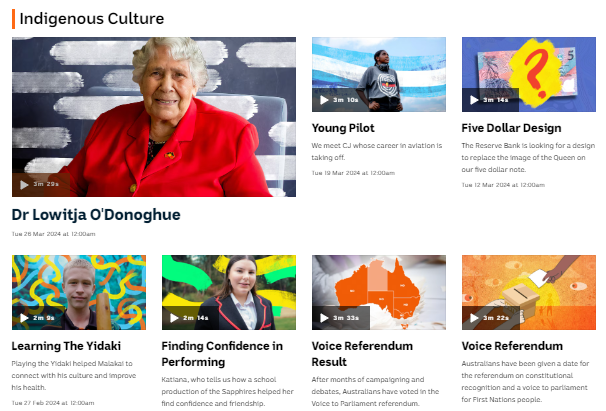 Indigenous Culture
3m 29s
3m 10s
3m 14s
5
Young Pilot
We meet CJ whose career in aviation is
taking off.
Tue 19 Mar 2024 at 12:00am
Five Dollar Design
The Reserve Bank is looking for a design
to replace the image of the Queen on
our five dollar note.
Tue 12 Mar 2024 at 12:00am
Dr Lowitja O'Donoghue
Tue 26 Mar 2024 at 12:00am
2m 9s
2m 14s
3m 33s
3m 22s
Learning The Yidaki
Playing the Yidaki helped Malakai to
connect with his culture and improve
his health.
Tue 27 Feb 2024 at 12:00am
Finding Confidence in
Performing
Katiana, who tells us how a school
production of the Sapphires helped her
find confidence and friendship.
Voice Referendum
Result
After months of campaigning and
debates, Australians have voted in the
Voice to Parliament referendum.
Voice Referendum
Australians have been given a date for
the referendum on constitutional
recognition and a voice to parliament
for First Nations people.